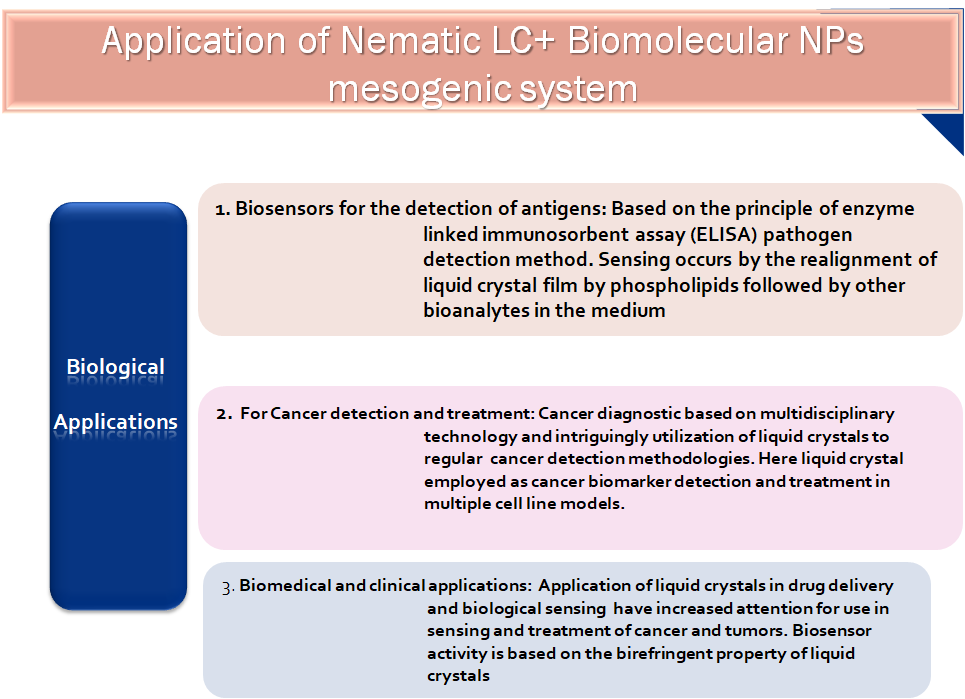 Application of Nematic LC+ Biomolecular NPs
mesogenic system
Biological
Applications
1. Biosensors for the detection of antigens: Based on the principle of enzyme
linked immunosorbent assay (ELISA) pathogen
detection method. Sensing occurs by the realignment of
liquid crystal film by phospholipids followed by other
bioanalytes in the medium
2. For Cancer detection and treatment: Cancer diagnostic based on multidisciplinary
technology and intriguingly utilization of liquid crystals to
regular cancer detection methodologies. Here liquid crystal
employed as cancer biomarker detection and treatment in
multiple cell line models.
3. Biomedical and clinical applications: Application of liquid crystals in drug delivery
and biological sensing have increased attention for use in
sensing and treatment of cancer and tumors. Biosensor
activity is based on the birefringent property of liquid
crystals